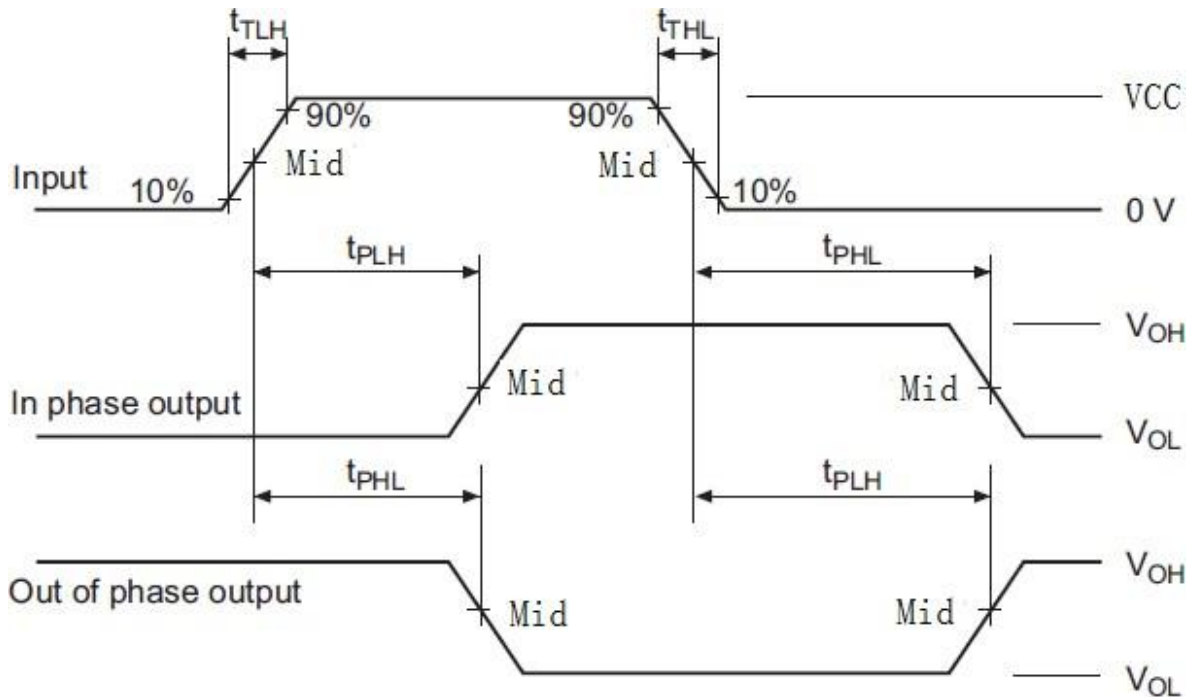 tTLH
tTHL
VCC
90%
90%
Mid
Mid
Input
10%
10%
0 V
tPLH
tPHL
VOH
Mid
Mid
In phase output
VOL
tPHL
tPLH
VOH
Out of phase output
Mid
Mid
VOL